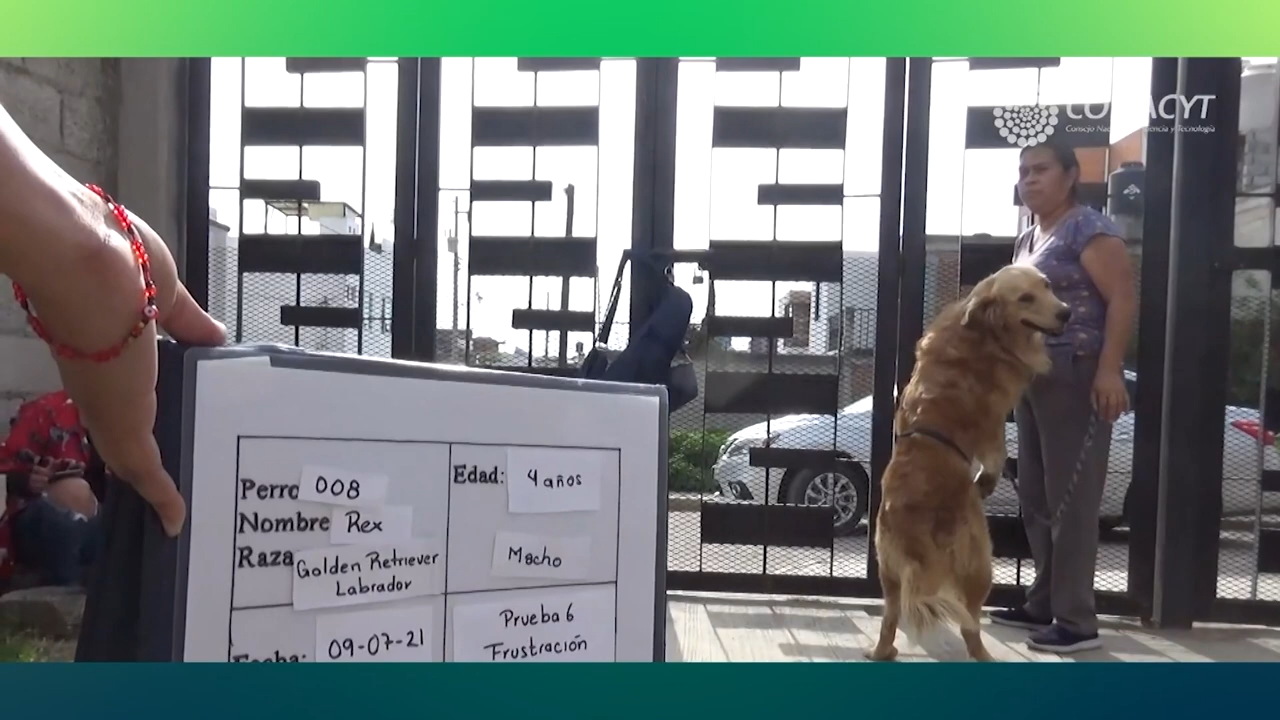 CONACYT
Consejo Nacional de Ciencia y Tecnología
Perro 008
Nombre Rex
Raza Golden Retriever
Labrador
Edad: 4 años
Macho
Fecha: 09-07-21
Prueba 6
Frustración